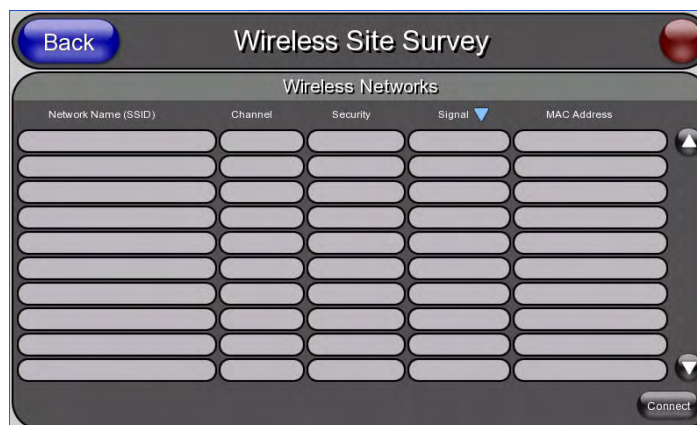 Back
Wireless Site Survey
Wireless Networks
Network Name (SSID) Channel Security Signal MAC Address
Connect